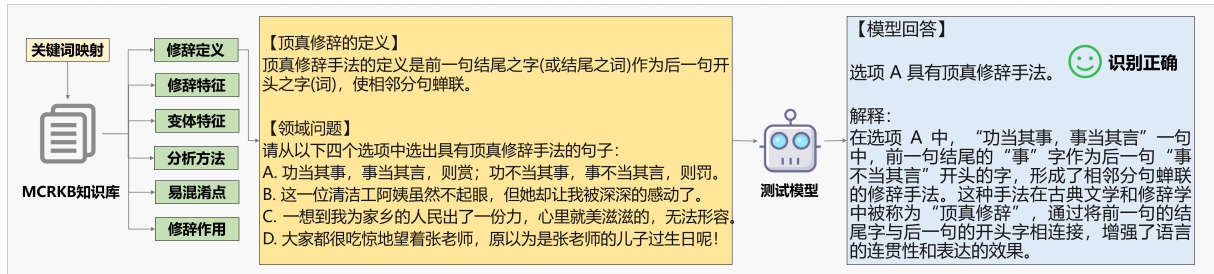 关键词映射
MCRKB知识库
修辞定义
修辞特征
变体特征
分析方法
易混淆点
修辞作用
【顶真修辞的定义】
顶真修辞手法的定义是前一句结尾之字(或结尾之词)作为后一句开
头之字(词)，使相邻分句蝉联。
【领域问题】
请从以下四个选项中选出具有顶真修辞手法的句子：
A. 功当其事，事当其言，则赏；功不当其事，事不当其言，则罚。
B. 这一位清洁工阿姨虽然不起眼，但她却让我被深深的感动了。
C. 一想到我为家乡的人民出了一份力，心里就美滋滋的，无法形容。
D. 大家都很吃惊地望着张老师，原以为是张老师的儿子过生日呢！
测试模型
【模型回答】
选项 A 具有顶真修辞手法。
识别正确
解释：
在选项 A 中，“功当其事，事当其言”一句
中，前一句结尾的“事”字作为后一句“事
不当其言”开头的字，形成了相邻分句蝉联
的修辞手法。这种手法在古典文学和修辞学
中被称为“顶真修辞”，通过将前一句的结
尾字与后一句的开头字相连接，增强了语言
的连贯性和表达的效果。